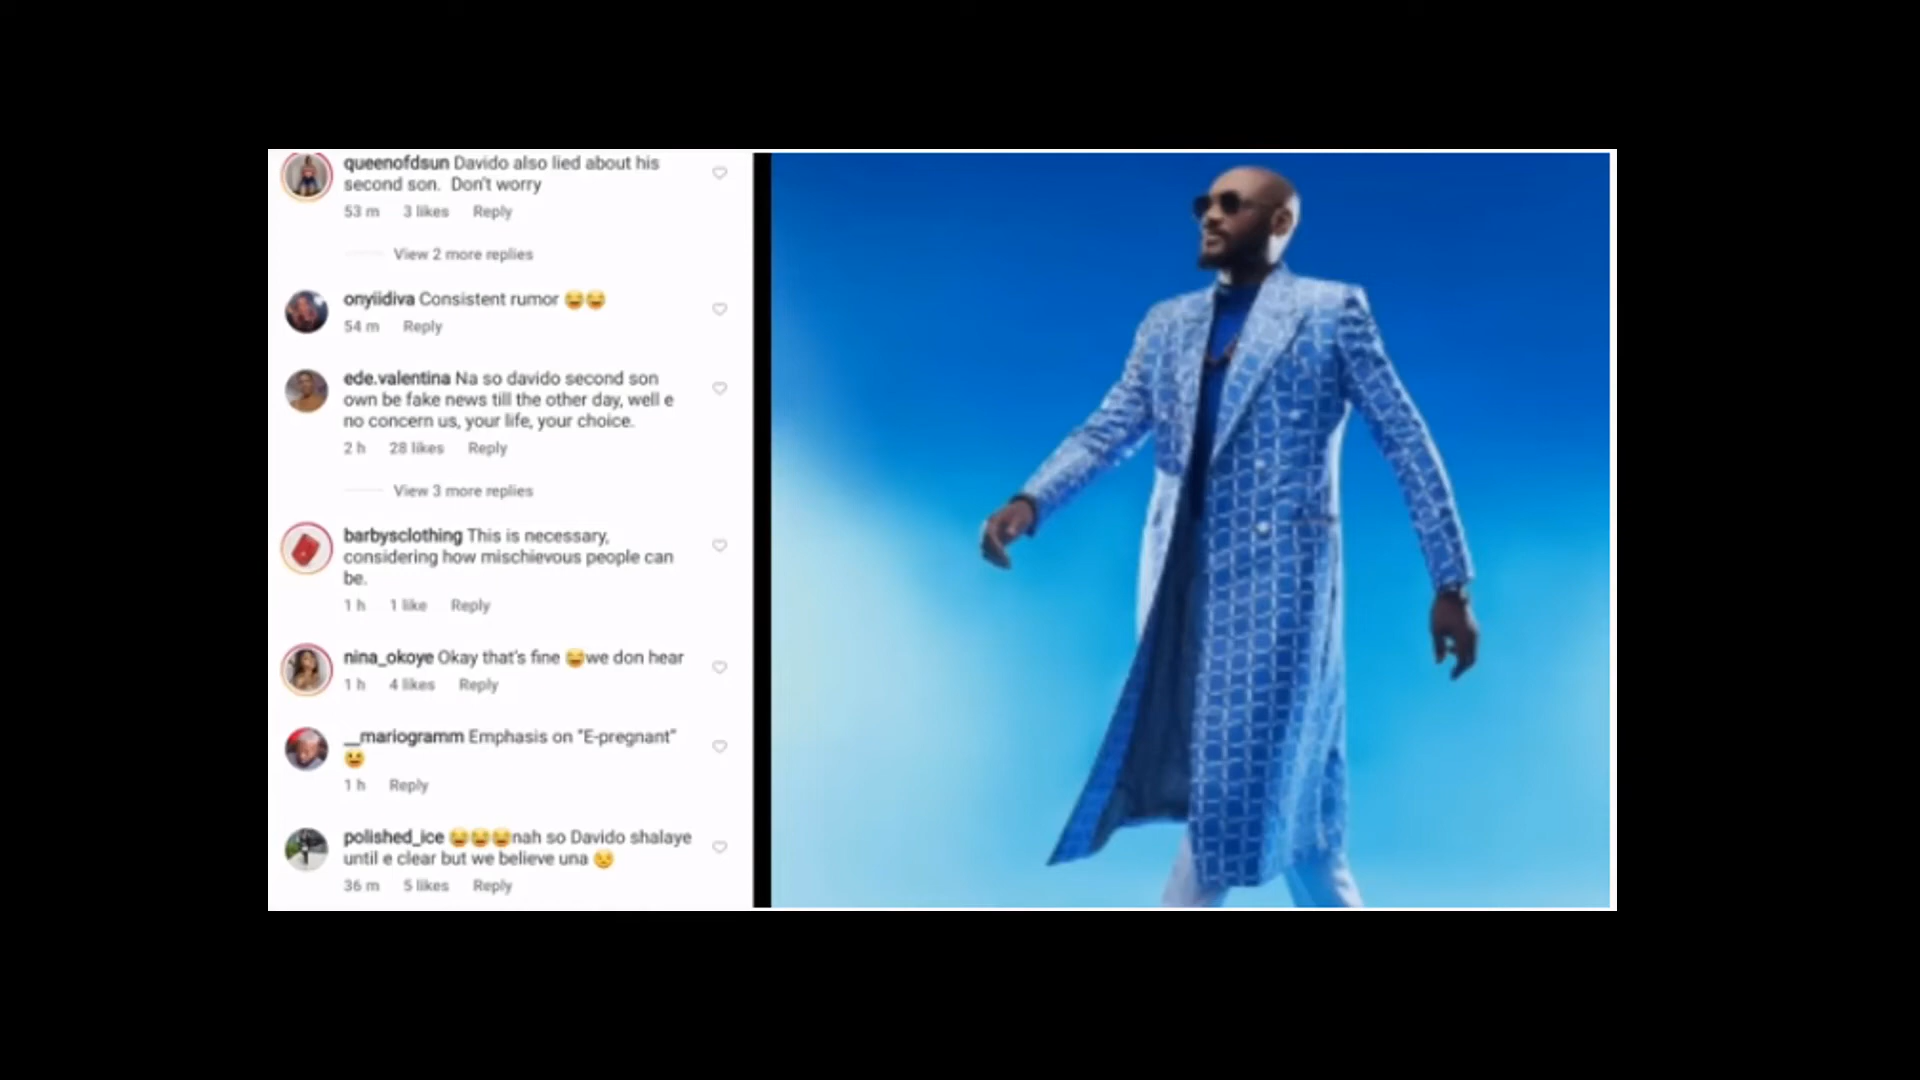 queenofdsun Davido also lied about his
second son. Don't worry
53 m 3 likes Reply
View 2 more replies
onyiidiva Consistent rumor 😂😂
54 m Reply
ede.valentina Na so davido second son
own be fake news till the other day, well e
no concern us, your life, your choice.
2 h 28 likes Reply
View 3 more replies
barbysclothing This is necessary,
considering how mischievous people can
be.
1 h 1 like Reply
nina_okoye Okay that's fine 😂we don hear
1 h 4 likes Reply
__mariogramm Emphasis on "E-pregnant"
😆
1 h Reply
polished_ice 😂😂😂nah so Davido shalaye
until e clear but we believe una 😒
36 m 5 likes Reply